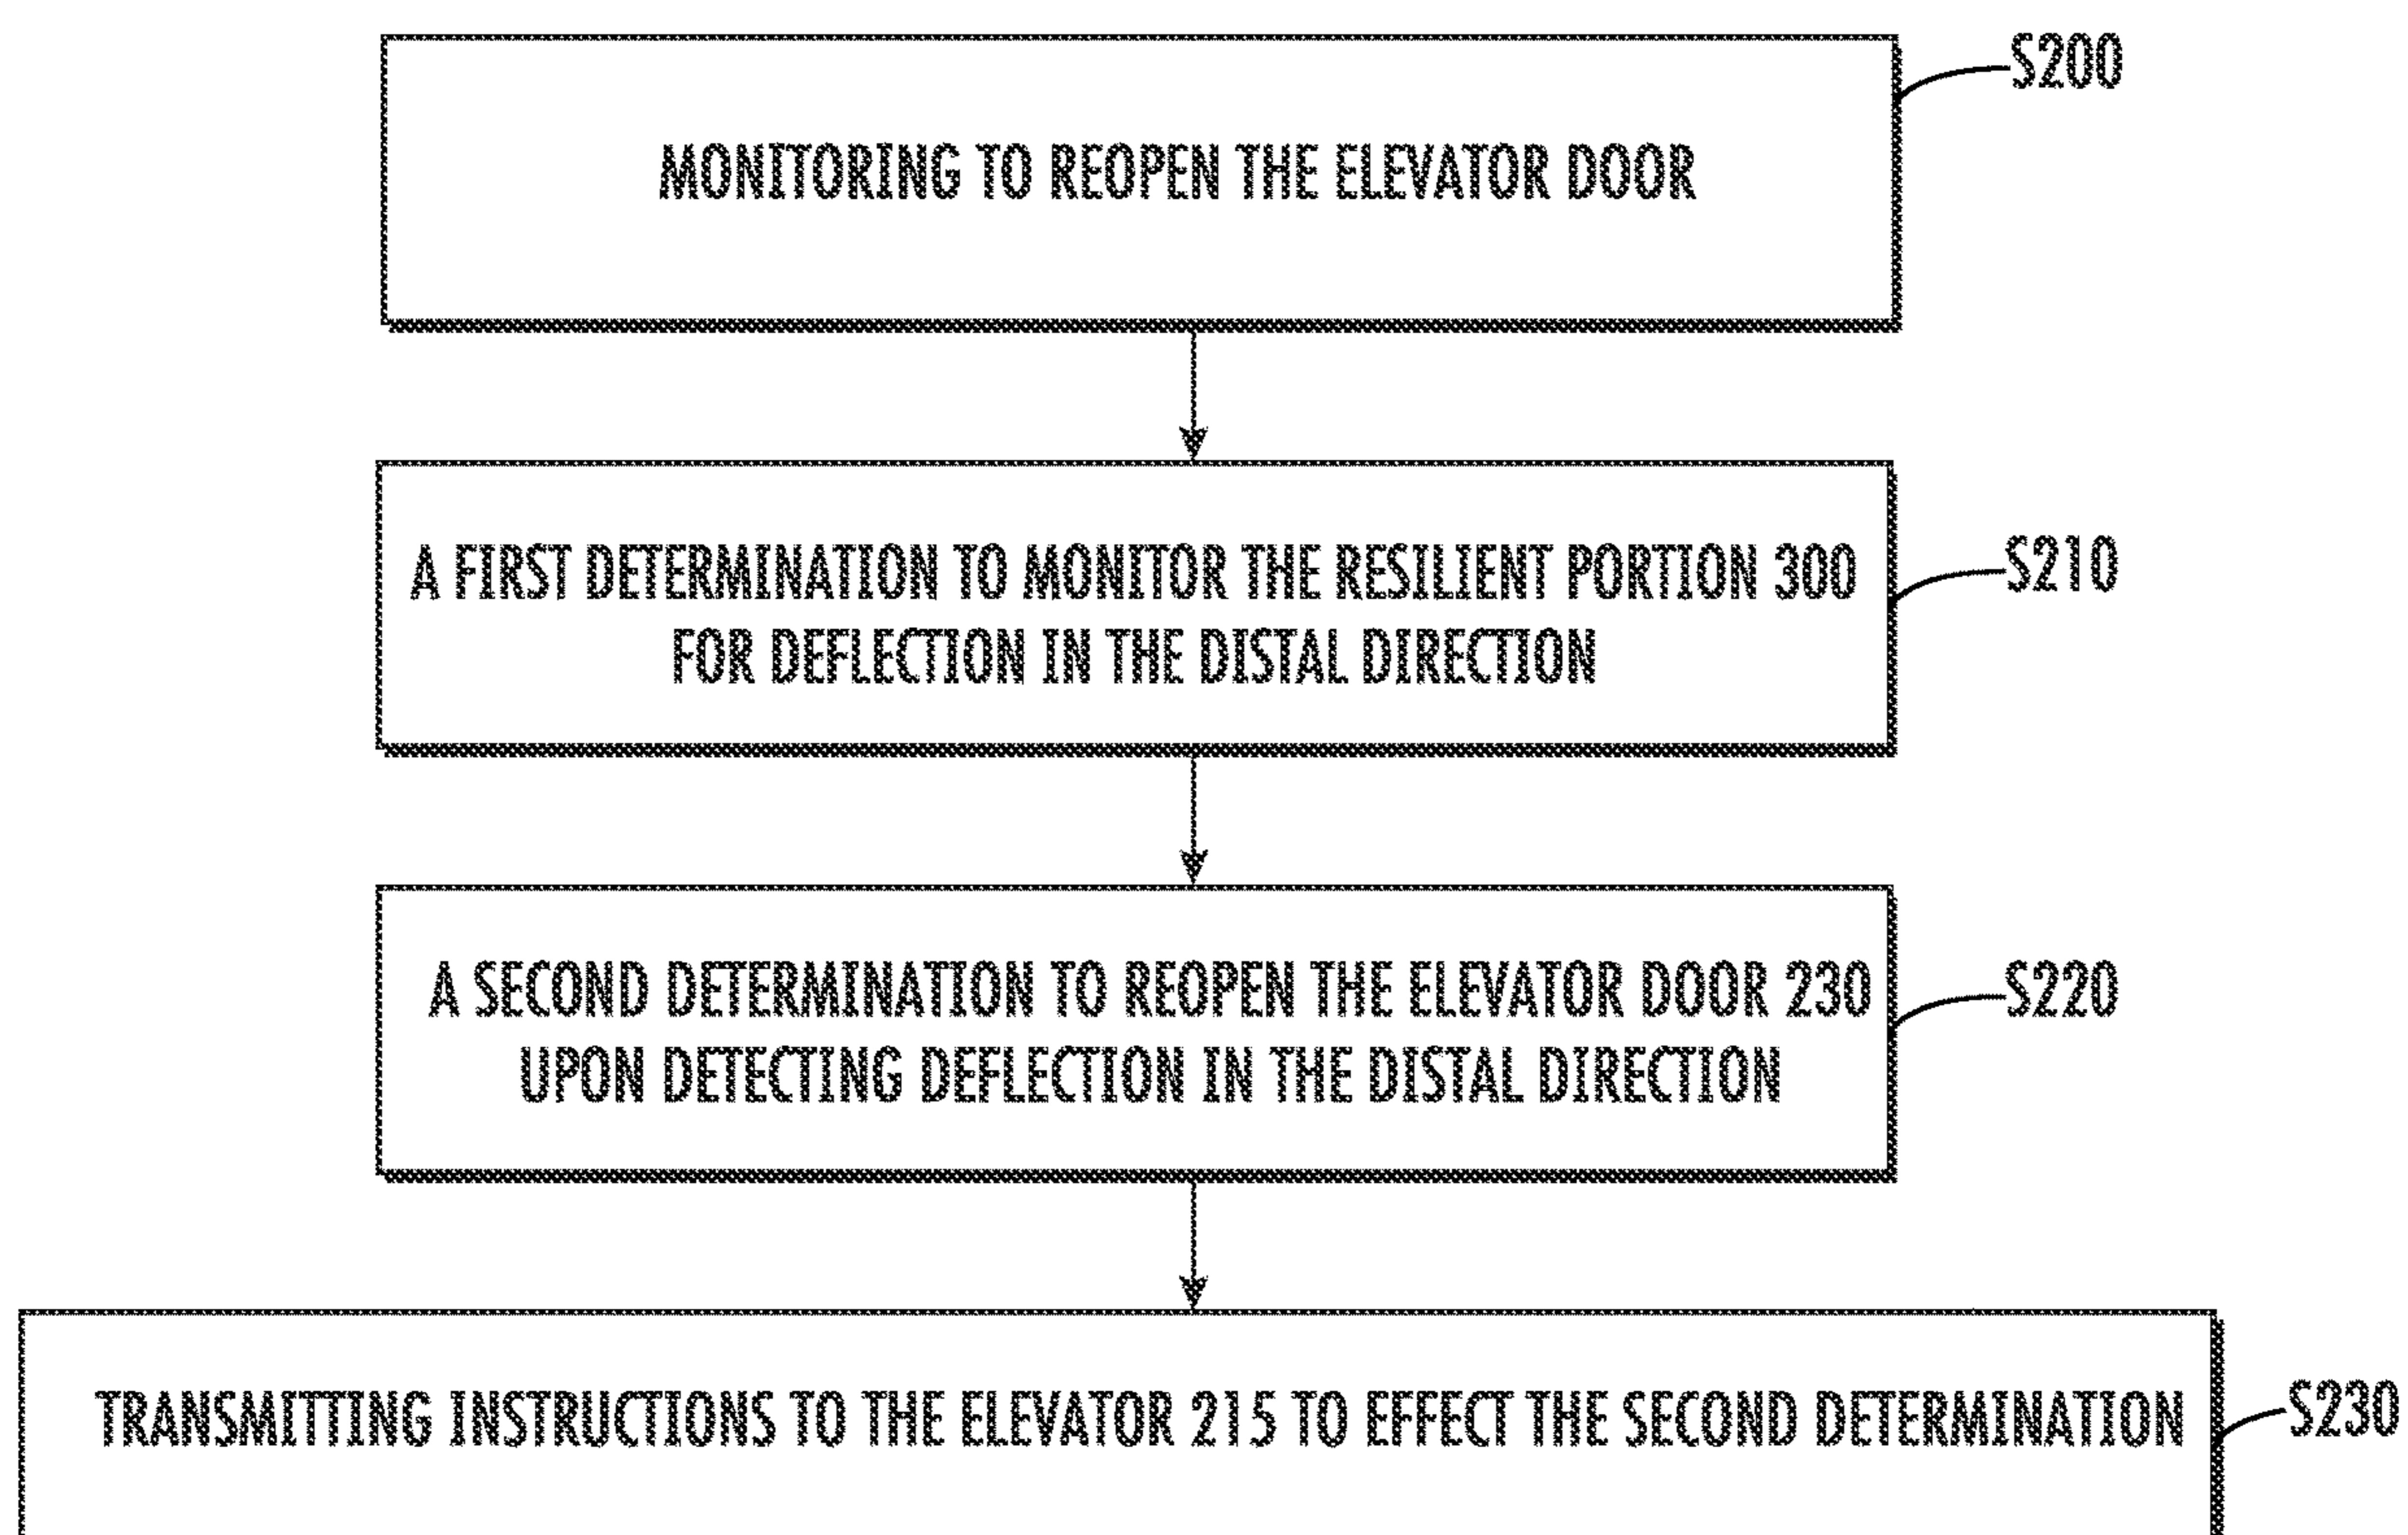 S200
MONITORING TO REOPEN THE ELEVATOR DOOR
A FIRST DETERMINATION TO MONITOR THE RESILIENT PORTION 300
FOR DEFLECTION IN THE DISTAL DIRECTION
S210
A SECOND DETERMINATION TO REOPEN THE ELEVATOR DOOR 230
UPON DETECTING DEFLECTION IN THE DISTAL DIRECTION
S220
TRANSMITTING INSTRUCTIONS TO THE ELEVATOR 215 TO EFFECT THE SECOND DETERMINATION
S230